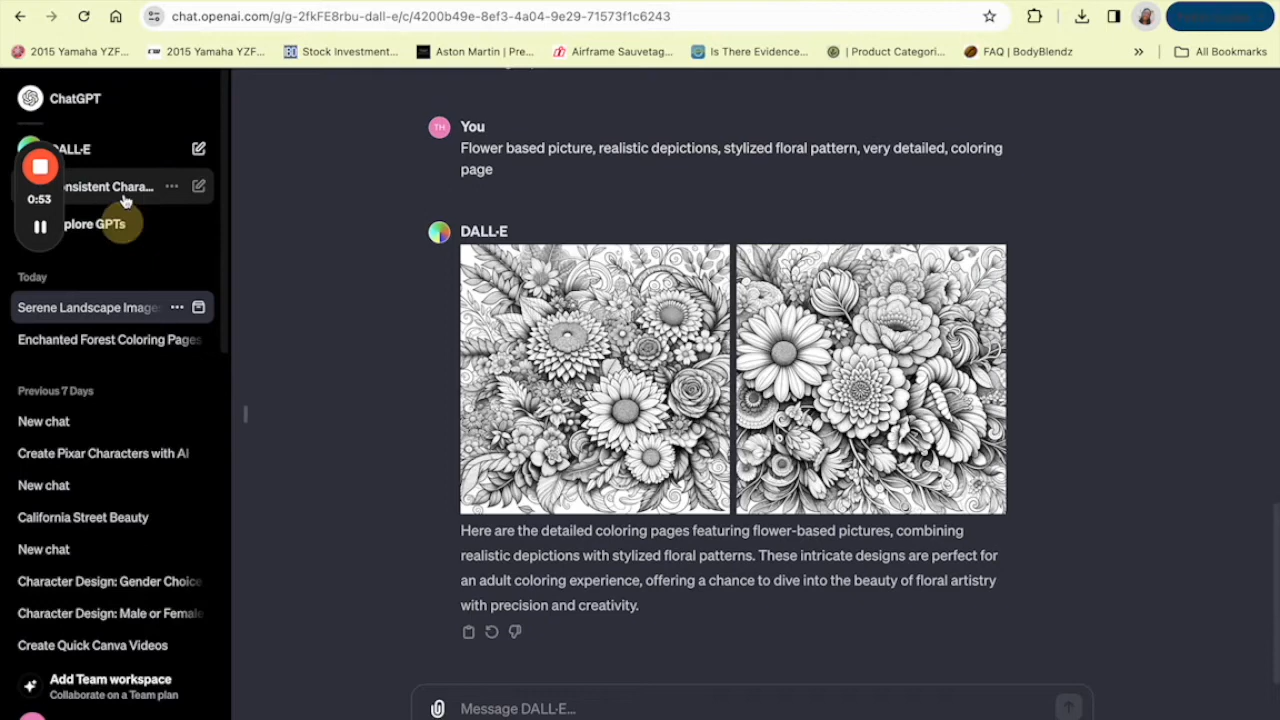 chat.openai.com/g/g-2fkFE8rbu-dall-e/c/4200b49e-8ef3-4a04-9e29-71573f1c6243
2015 Yamaha YZF... 2015 Yamaha YZF... Stock Investment... Aston Martin | Pre... Airframe Sauvetag... Is There Evidence... | Product Categori... FAQ | BodyBlendz » All Bookmarks
ChatGPT
DALL·E
nsistent Chara... ···
plore GPTs
0:53
Today
Serene Landscape Image ···
Enchanted Forest Coloring Pages
Previous 7 Days
New chat
Create Pixar Characters with AI
New chat
California Street Beauty
New chat
Character Design: Gender Choice
Character Design: Male or Female
Create Quick Canva Videos
Add Team workspace
Collaborate on a Team plan
TH
You
Flower based picture, realistic depictions, stylized floral pattern, very detailed, coloring
page
DALL·E
Here are the detailed coloring pages featuring flower-based pictures, combining
realistic depictions with stylized floral patterns. These intricate designs are perfect for
an adult coloring experience, offering a chance to dive into the beauty of floral artistry
with precision and creativity.
Message DALL·E...